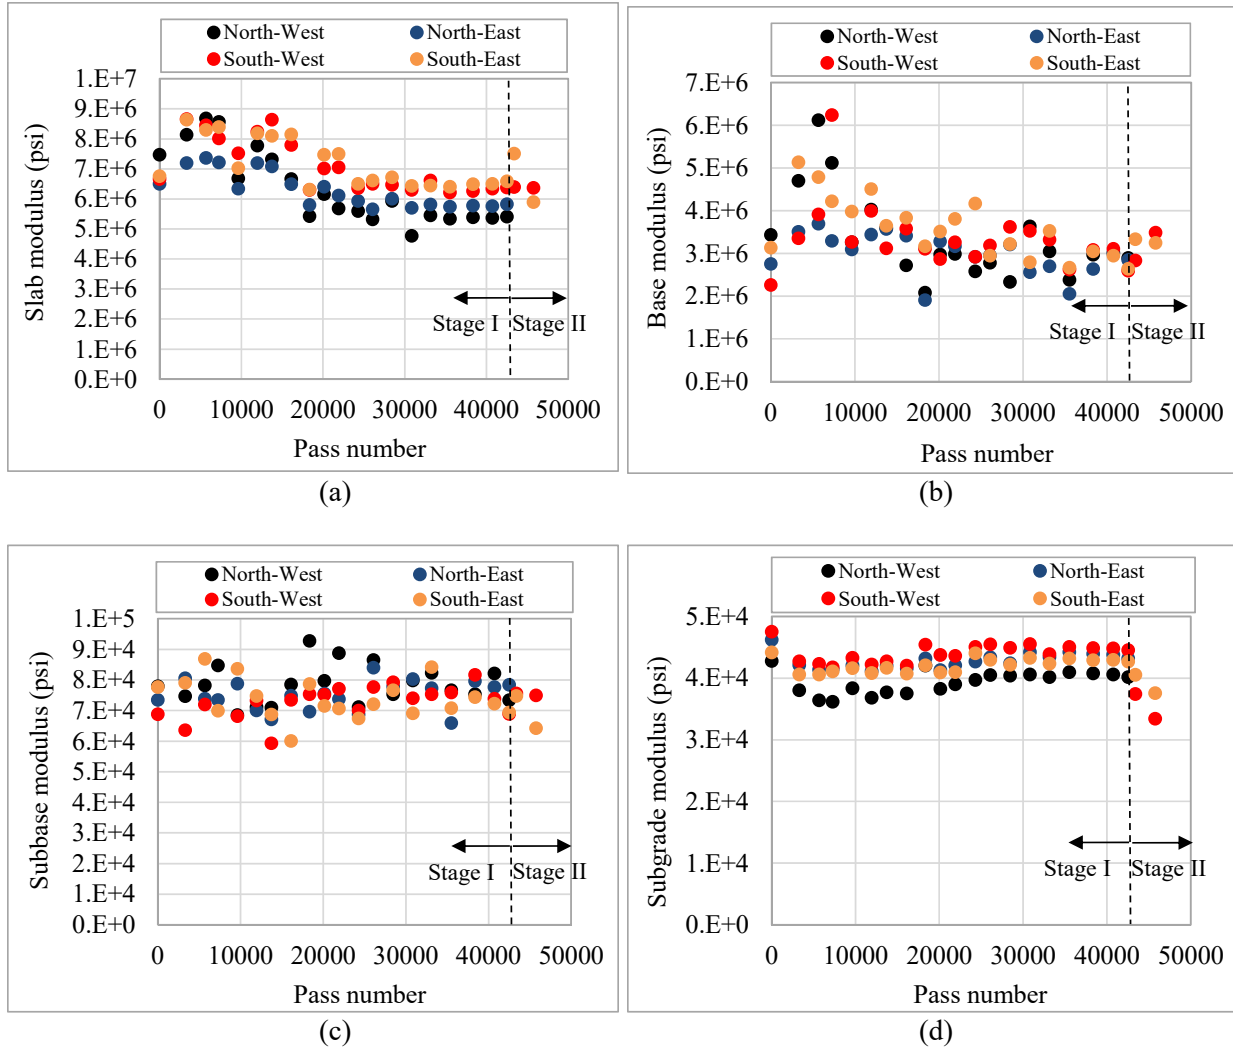 North-West North-East
South-West South-East
1.E+7
9.E+6
8.E+6
7.E+6
6.E+6
5.E+6
4.E+6
3.E+6
2.E+6
1.E+6
0.E+0
Slab modulus (psi)
Stage I Stage II
0 10000 20000 30000 40000 50000
Pass number
(a)
North-West North-East
South-West South-East
7.E+6
6.E+6
5.E+6
4.E+6
3.E+6
2.E+6
1.E+6
0.E+0
Base modulus (psi)
Stage I Stage II
0 10000 20000 30000 40000 50000
Pass number
(b)
North-West North-East
South-West South-East
1.E+5
9.E+4
8.E+4
7.E+4
6.E+4
5.E+4
4.E+4
3.E+4
2.E+4
1.E+4
0.E+0
Subbase modulus (psi)
Stage I Stage II
0 10000 20000 30000 40000 50000
Pass number
(c)
North-West North-East
South-West South-East
5.E+4
4.E+4
3.E+4
2.E+4
1.E+4
0.E+0
Subgrade modulus (psi)
Stage I Stage II
0 10000 20000 30000 40000 50000
Pass number
(d)